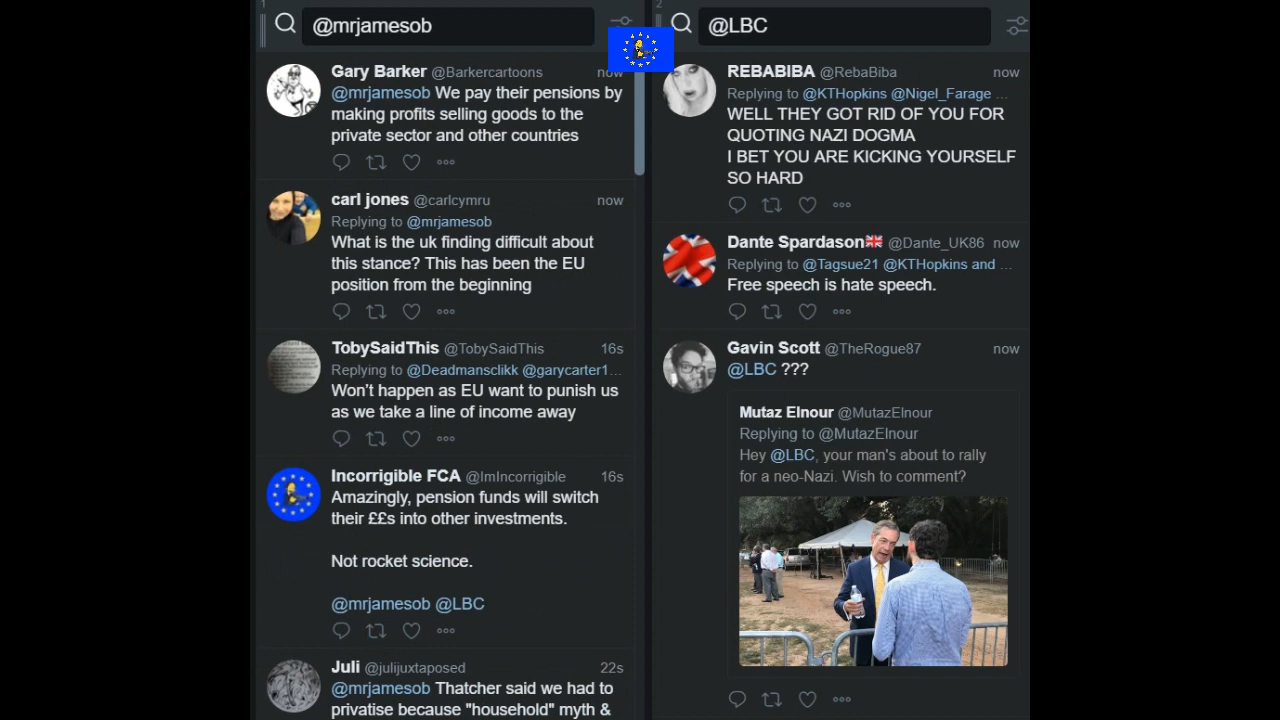 1
@mrjamesob
Gary Barker @Barkercartoons now
@mrjamesob We pay their pensions by
making profits selling goods to the
private sector and other countries
carl jones @carlcymru now
Replying to @mrjamesob
What is the uk finding difficult about
this stance? This has been the EU
position from the beginning
TobySaidThis @TobySaidThis 16s
Replying to @Deadmansclikk @garycarter1…
Won't happen as EU want to punish us
as we take a line of income away
Incorrigible FCA @ImIncorrigible 16s
Amazingly, pension funds will switch
their ££s into other investments.
Not rocket science.
@mrjamesob @LBC
Juli @julijuxtaposed 22s
@mrjamesob Thatcher said we had to
privatise because "household" myth &
2
@LBC
REBABIBA @RebaBiba now
Replying to @KTHopkins @Nigel_Farage …
WELL THEY GOT RID OF YOU FOR
QUOTING NAZI DOGMA
I BET YOU ARE KICKING YOURSELF
SO HARD
Dante Spardason🇬🇧 @Dante_UK86 now
Replying to @Tagsue21 @KTHopkins and …
Free speech is hate speech.
Gavin Scott @TheRogue87 now
@LBC ???
Mutaz Elnour @MutazElnour
Replying to @MutazElnour
Hey @LBC, your man's about to rally
for a neo-Nazi. Wish to comment?